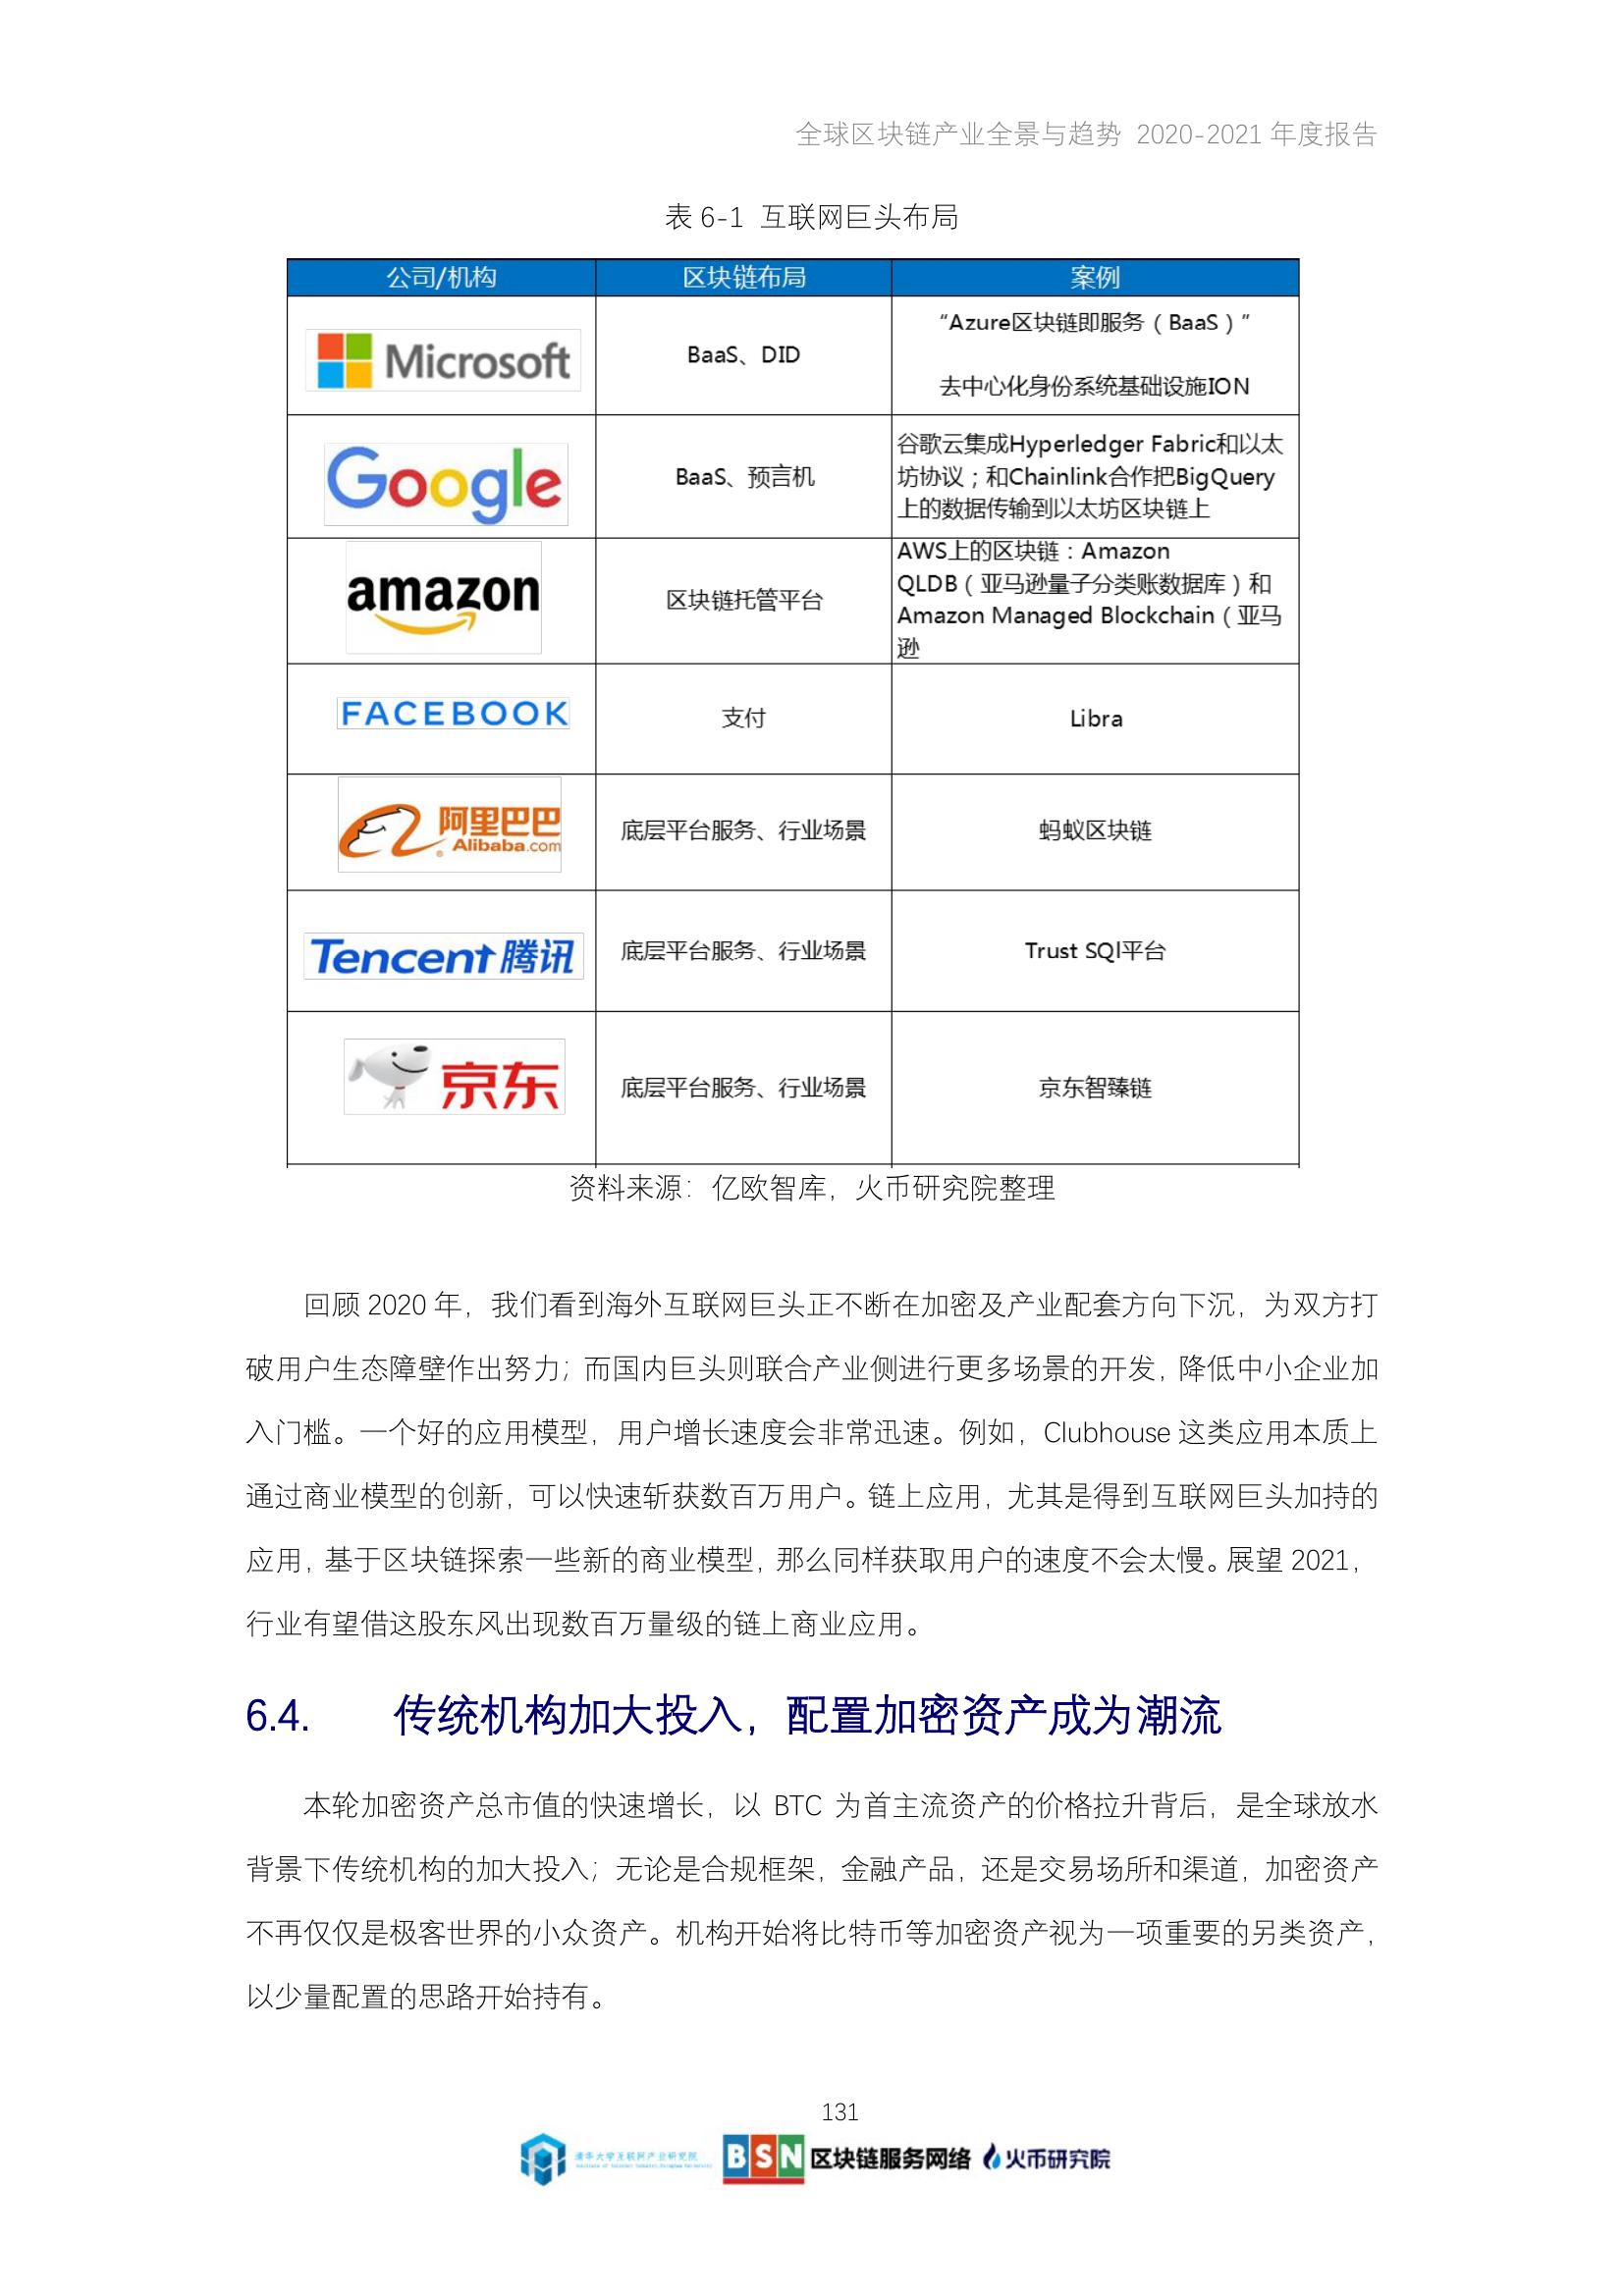 全球区块链产业全景与趋势 2020-2021 年度报告
表 6-1 互联网巨头布局
公司/机构 区块链布局 案例
Microsoft BaaS、DID “Azure区块链即服务（BaaS）”
去中心化身份系统基础设施ION
Google BaaS、预言机 谷歌云集成Hyperledger Fabric和以太
坊协议；和Chainlink合作把BigQuery
上的数据传输到以太坊区块链上
amazon 区块链托管平台 AWS上的区块链：Amazon
QLDB（亚马逊量子分类账数据库）和
Amazon Managed Blockchain（亚马
逊
FACEBOOK 支付 Libra
阿里巴巴
Alibaba.com 底层平台服务、行业场景 蚂蚁区块链
Tencent 腾讯 底层平台服务、行业场景 Trust SQl平台
京东 底层平台服务、行业场景 京东智臻链
资料来源：亿欧智库，火币研究院整理
回顾 2020 年，我们看到海外互联网巨头正不断在加密及产业配套方向下沉，为双方打
破用户生态障壁作出努力；而国内巨头则联合产业侧进行更多场景的开发，降低中小企业加
入门槛。一个好的应用模型，用户增长速度会非常迅速。例如，Clubhouse 这类应用本质上
通过商业模型的创新，可以快速斩获数百万用户。链上应用，尤其是得到互联网巨头加持的
应用，基于区块链探索一些新的商业模型，那么同样获取用户的速度不会太慢。展望 2021，
行业有望借这股东风出现数百万量级的链上商业应用。
6.4. 传统机构加大投入，配置加密资产成为潮流
本轮加密资产总市值的快速增长，以 BTC 为首主流资产的价格拉升背后，是全球放水
背景下传统机构的加大投入；无论是合规框架，金融产品，还是交易场所和渠道，加密资产
不再仅仅是极客世界的小众资产。机构开始将比特币等加密资产视为一项重要的另类资产，
以少量配置的思路开始持有。
131
清华大学互联网产业研究院
BSN 区块链服务网络 火币研究院